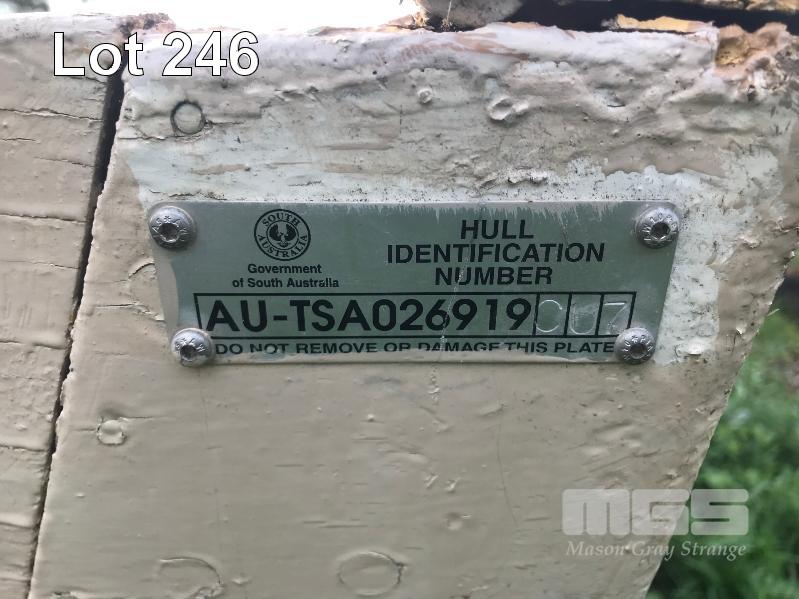 Lot 246
SOUTH AUSTRALIA
Government
of South Australia
HULL
IDENTIFICATION
NUMBER
AU-TSA026919CU7
DO NOT REMOVE OR DAMAGE THIS PLATE
MGS
Mason Gray Strange